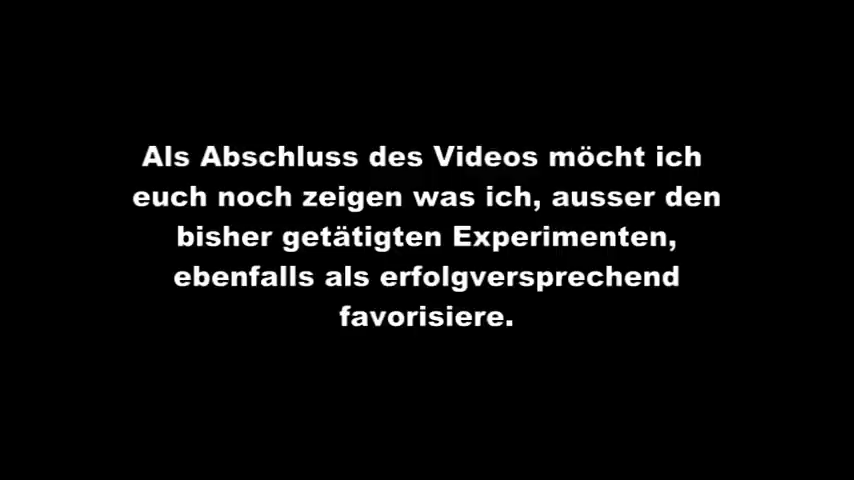 Als Abschluss des Videos möcht ich
euch noch zeigen was ich, ausser den
bisher getätigten Experimenten,
ebenfalls als erfolgversprechend
favorisiere.